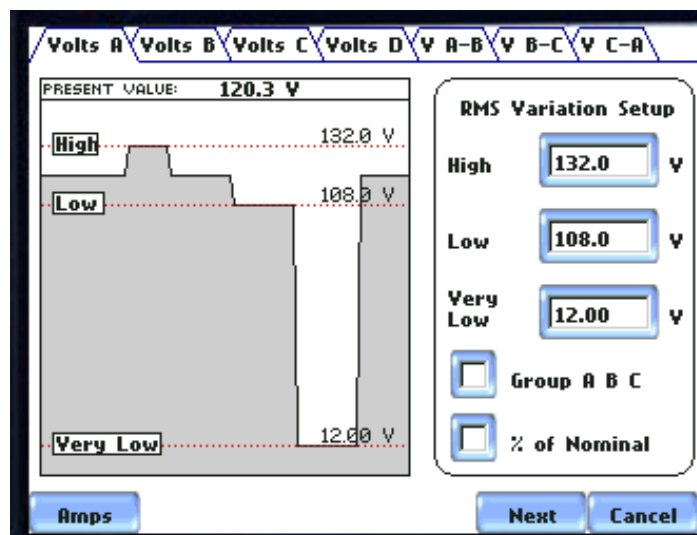 Volts A Volts B Volts C Volts D V A-B V B-C V C-A
PRESENT VALUE: 120.3 V
High 132.0 V
Low 108.0 V
Very Low 12.00 V
RMS Variation Setup
High 132.0 V
Low 108.0 V
Very Low 12.00 V
Group A B C
% of Nominal
Amps Next Cancel